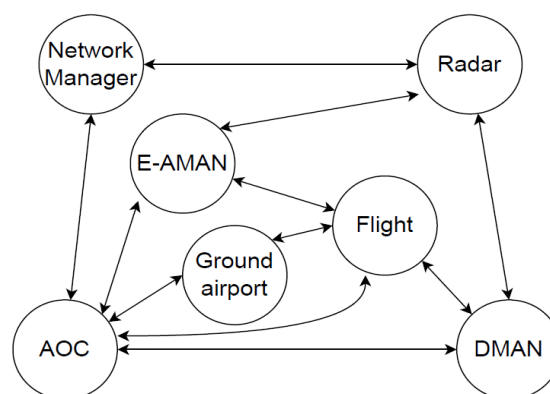 Network
Manager
Radar
E-AMAN
Flight
Ground
airport
AOC
DMAN